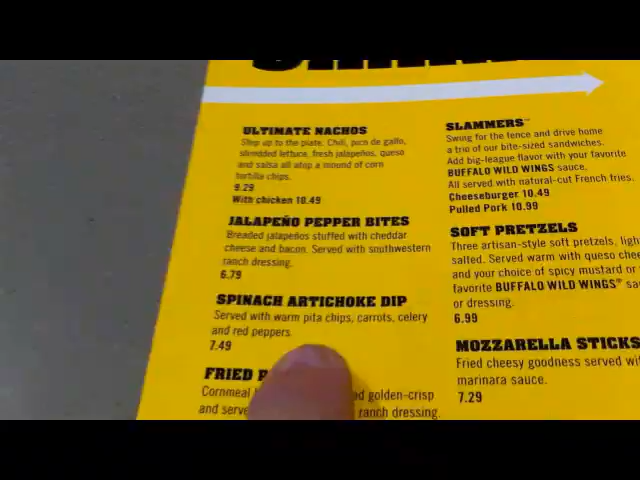 ULTIMATE NACHOS
Step up to the plate. Chili, pico de gallo,
shredded lettuce, fresh jalapeños, queso
and salsa all atop a mound of corn
tortilla chips.
9.29
With chicken 10.49
JALAPEÑO PEPPER BITES
Breaded jalapeños stuffed with cheddar
cheese and bacon. Served with southwestern
ranch dressing.
6.79
SPINACH ARTICHOKE DIP
Served with warm pita chips, carrots, celery
and red peppers.
7.49
FRIED
Cornmeal golden-crisp
and ranch dressing.
SLAMMERS™
Swing for the fence and drive home
a trio of our bite-sized sandwiches.
Add big-league flavor with your favorite
BUFFALO WILD WINGS sauce.
All served with natural-cut French fries.
Cheeseburger 10.49
Pulled Pork 10.99
SOFT PRETZELS
Three artisan-style soft pretzels,
salted. Served warm with queso
and your choice of spicy mustard or
favorite BUFFALO WILD WINGS®
or dressing.
6.99
MOZZARELLA STICKS
Fried cheesy goodness served
marinara sauce.
7.29